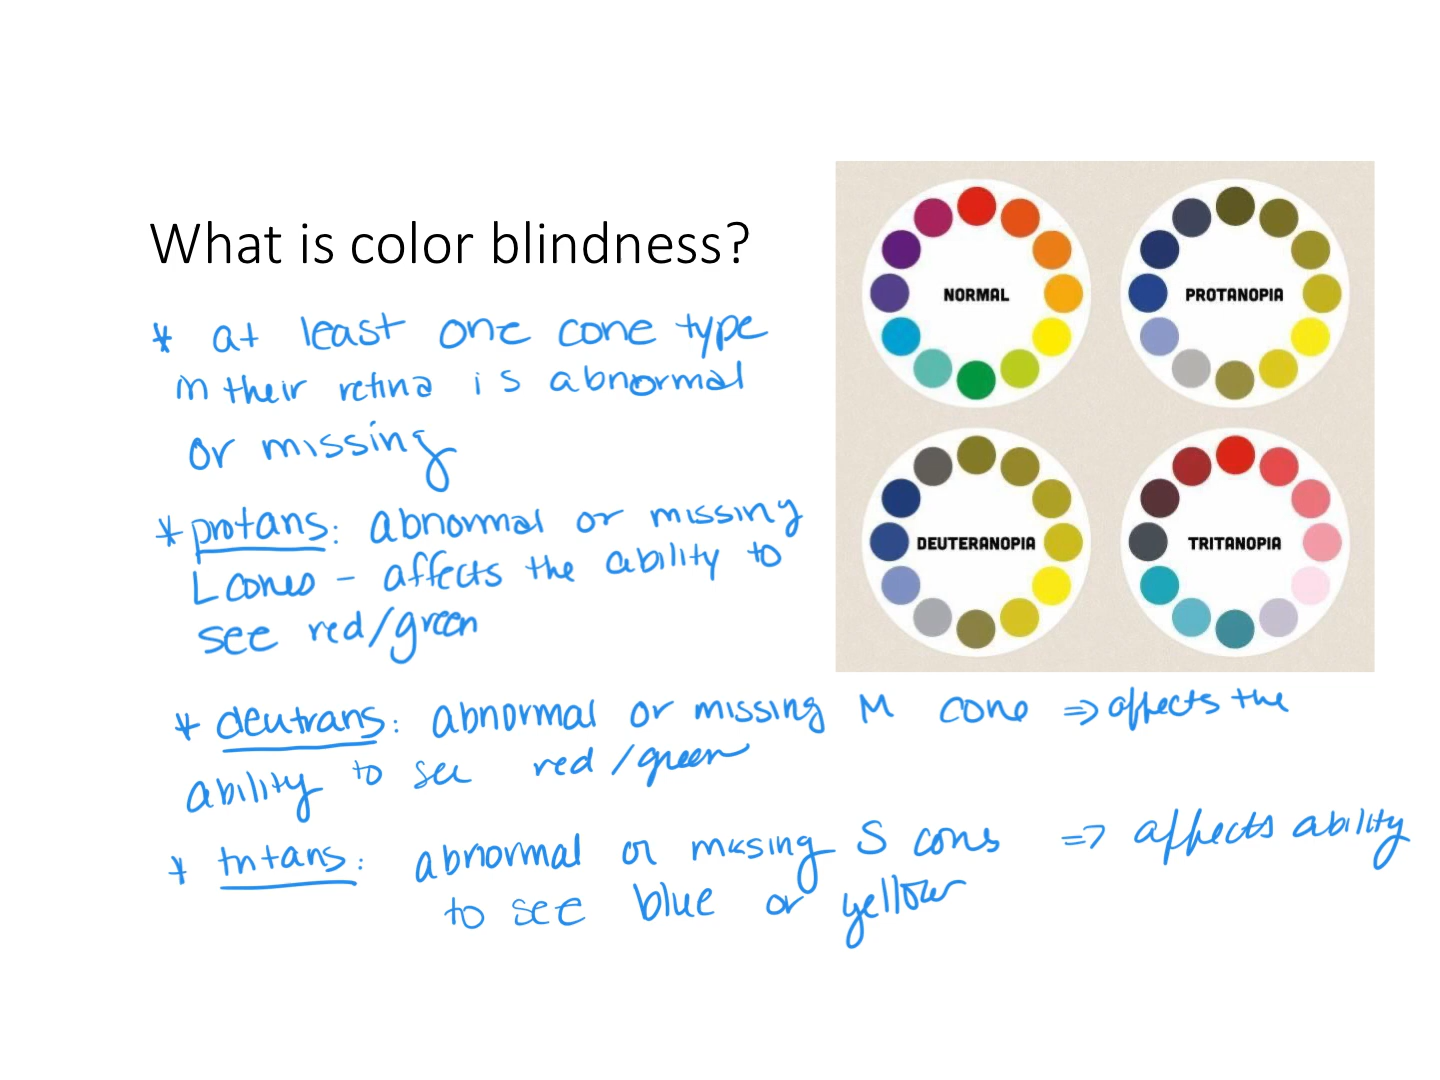 What is color blindness?
* at least one cone type
in their retina is abnormal
or missing
* protans: abnormal or missing
L cones – affects the ability to
see red/green
* deutrans: abnormal or missing M cone => affects the
ability to see red/green
* tritans: abnormal or missing S cons => affects ability
to see blue or yellow
NORMAL
PROTANOPIA
DEUTERANOPIA
TRITANOPIA